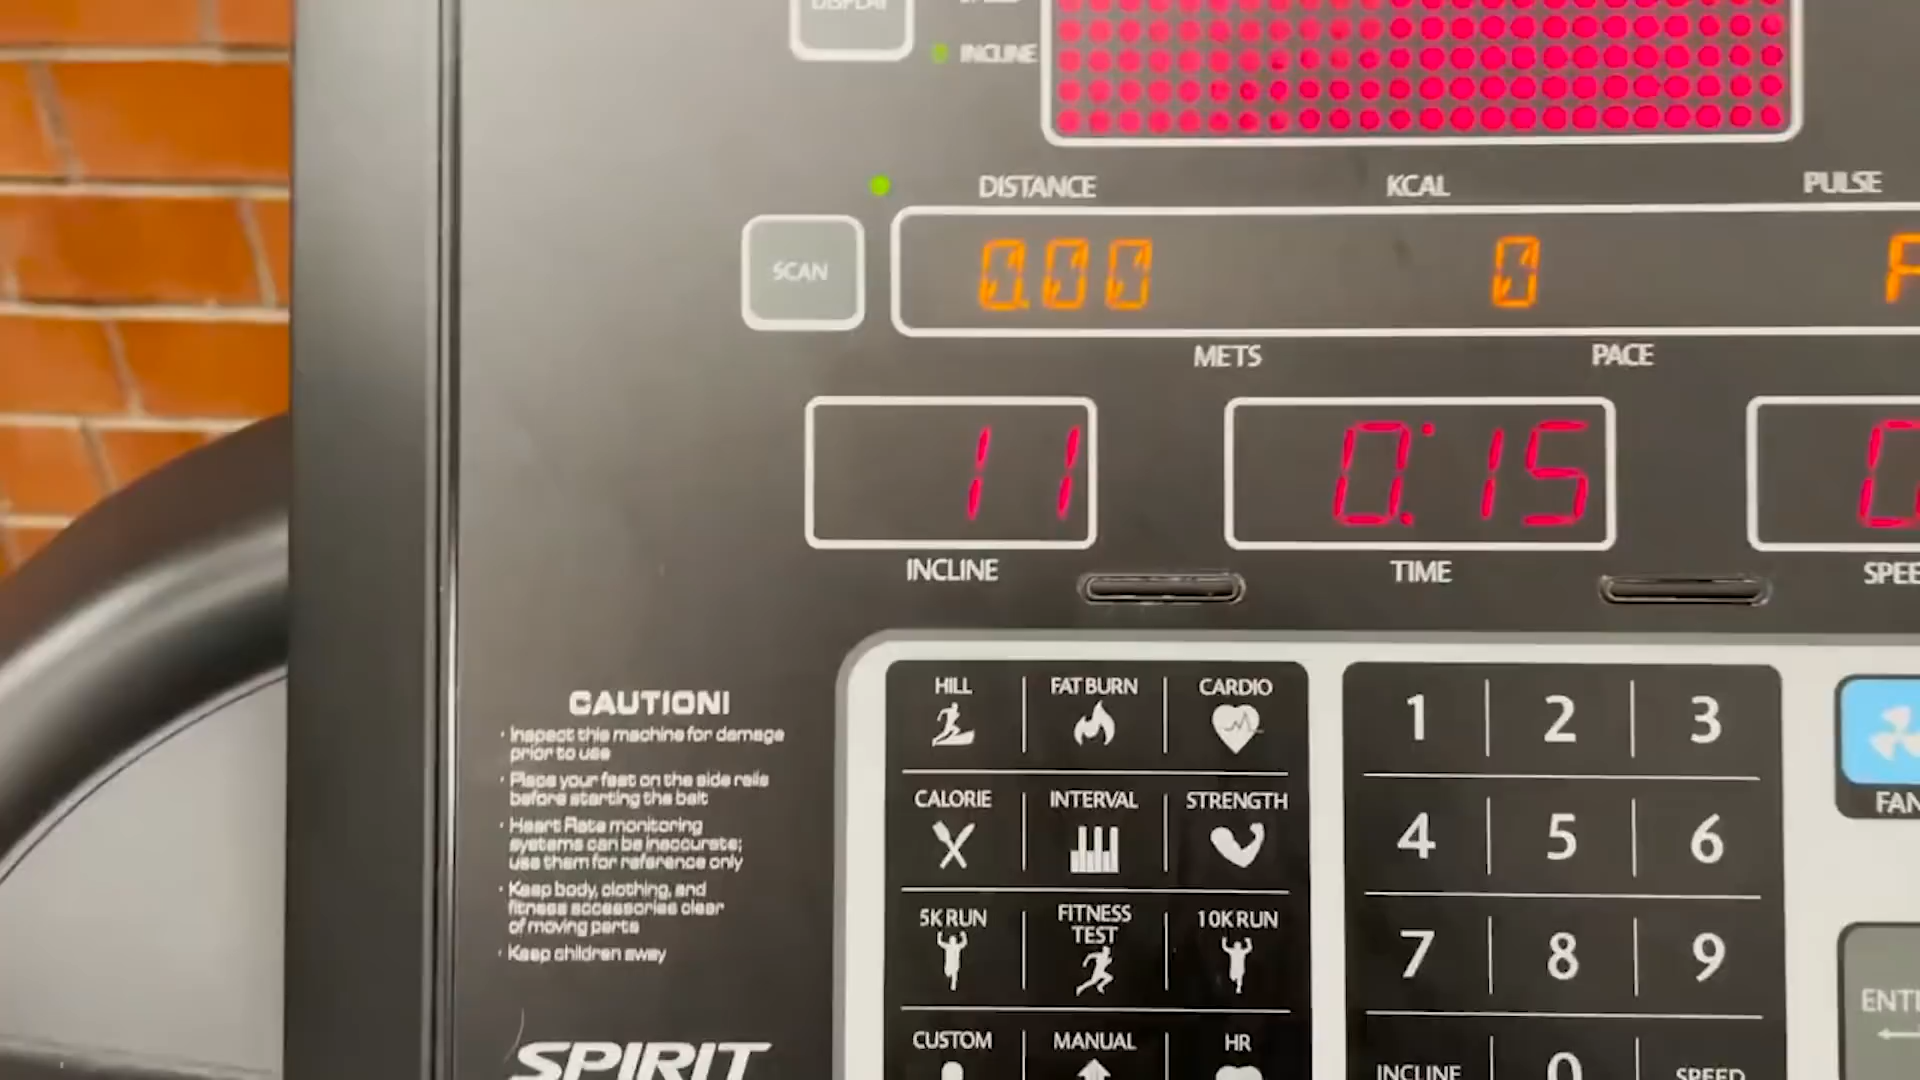 DISPLAY
INCLINE
DISTANCE KCAL PULSE
SCAN
0.00 0
METS PACE
11 0:15
INCLINE TIME
CAUTION!
· Inspect this machine for damage
prior to use
· Place your feet on the side rails
before starting the belt
· Heart Rate monitoring
systems can be inaccurate;
use them for reference only
· Keep body, clothing, and
fitness accessories clear
of moving parts
· Keep children away
SPIRIT
HILL FAT BURN CARDIO
CALORIE INTERVAL STRENGTH
5K RUN FITNESS TEST 10K RUN
CUSTOM MANUAL HR
1 2 3
4 5 6
7 8 9
INCLINE 0 SPEED
FAN